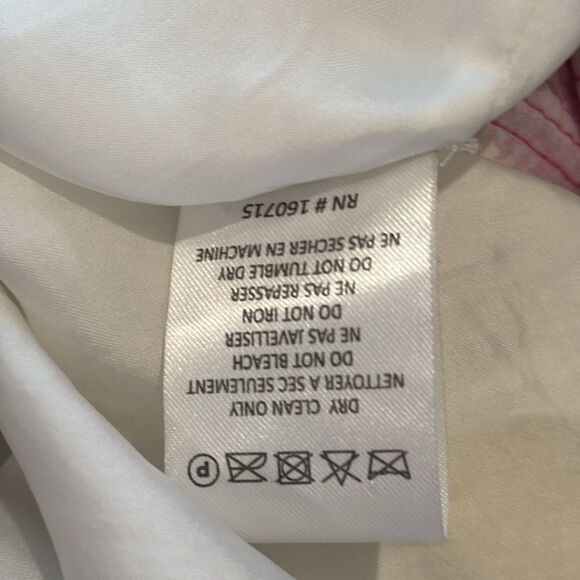 P
DRY CLEAN ONLY
NETTOYER A SEC SEULEMENT
DO NOT BLEACH
NE PAS JAVELLISER
DO NOT IRON
NE PAS REPASSER
DO NOT TUMBLE DRY
NE PAS SECHER EN MACHINE
RN # 160715